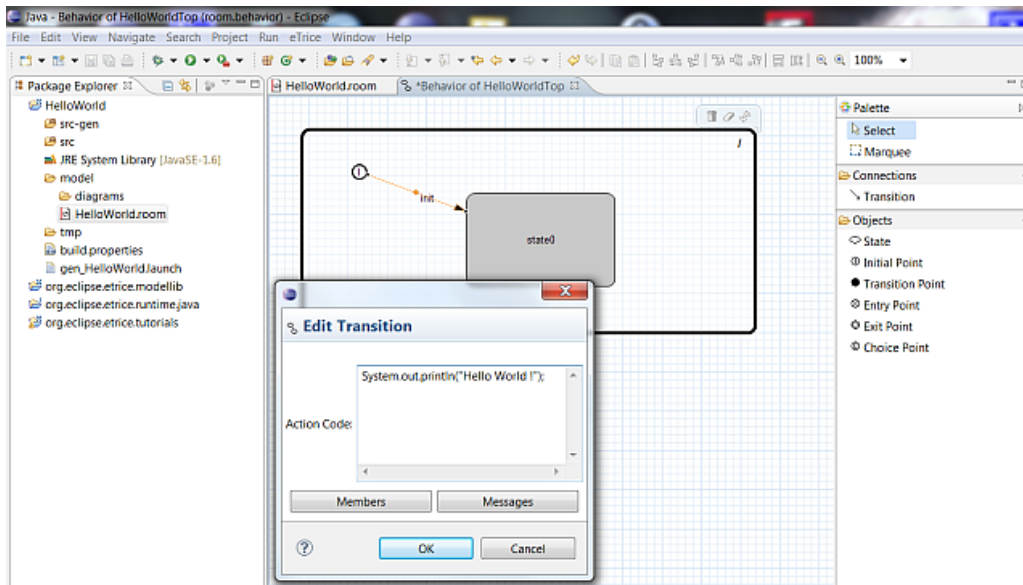 Java - Behavior of HelloWorldTop (room.behavior) - Eclipse
File Edit View Navigate Search Project Run eTrice Window Help
100%
Package Explorer
HelloWorld.room
*Behavior of HelloWorldTop
Palette
HelloWorld
src-gen
src
JRE System Library [JavaSE-1.6]
model
diagrams
HelloWorld.room
tmp
build.properties
gen_HelloWorld.launch
org.eclipse.etrice.modellib
org.eclipse.etrice.runtime.java
org.eclipse.etrice.tutorials
/
I
init
state0
Select
Marquee
Connections
Transition
Objects
State
Initial Point
Transition Point
Entry Point
Exit Point
Choice Point
Edit Transition
Action Code:
System.out.println("Hello World !");
Members
Messages
OK
Cancel